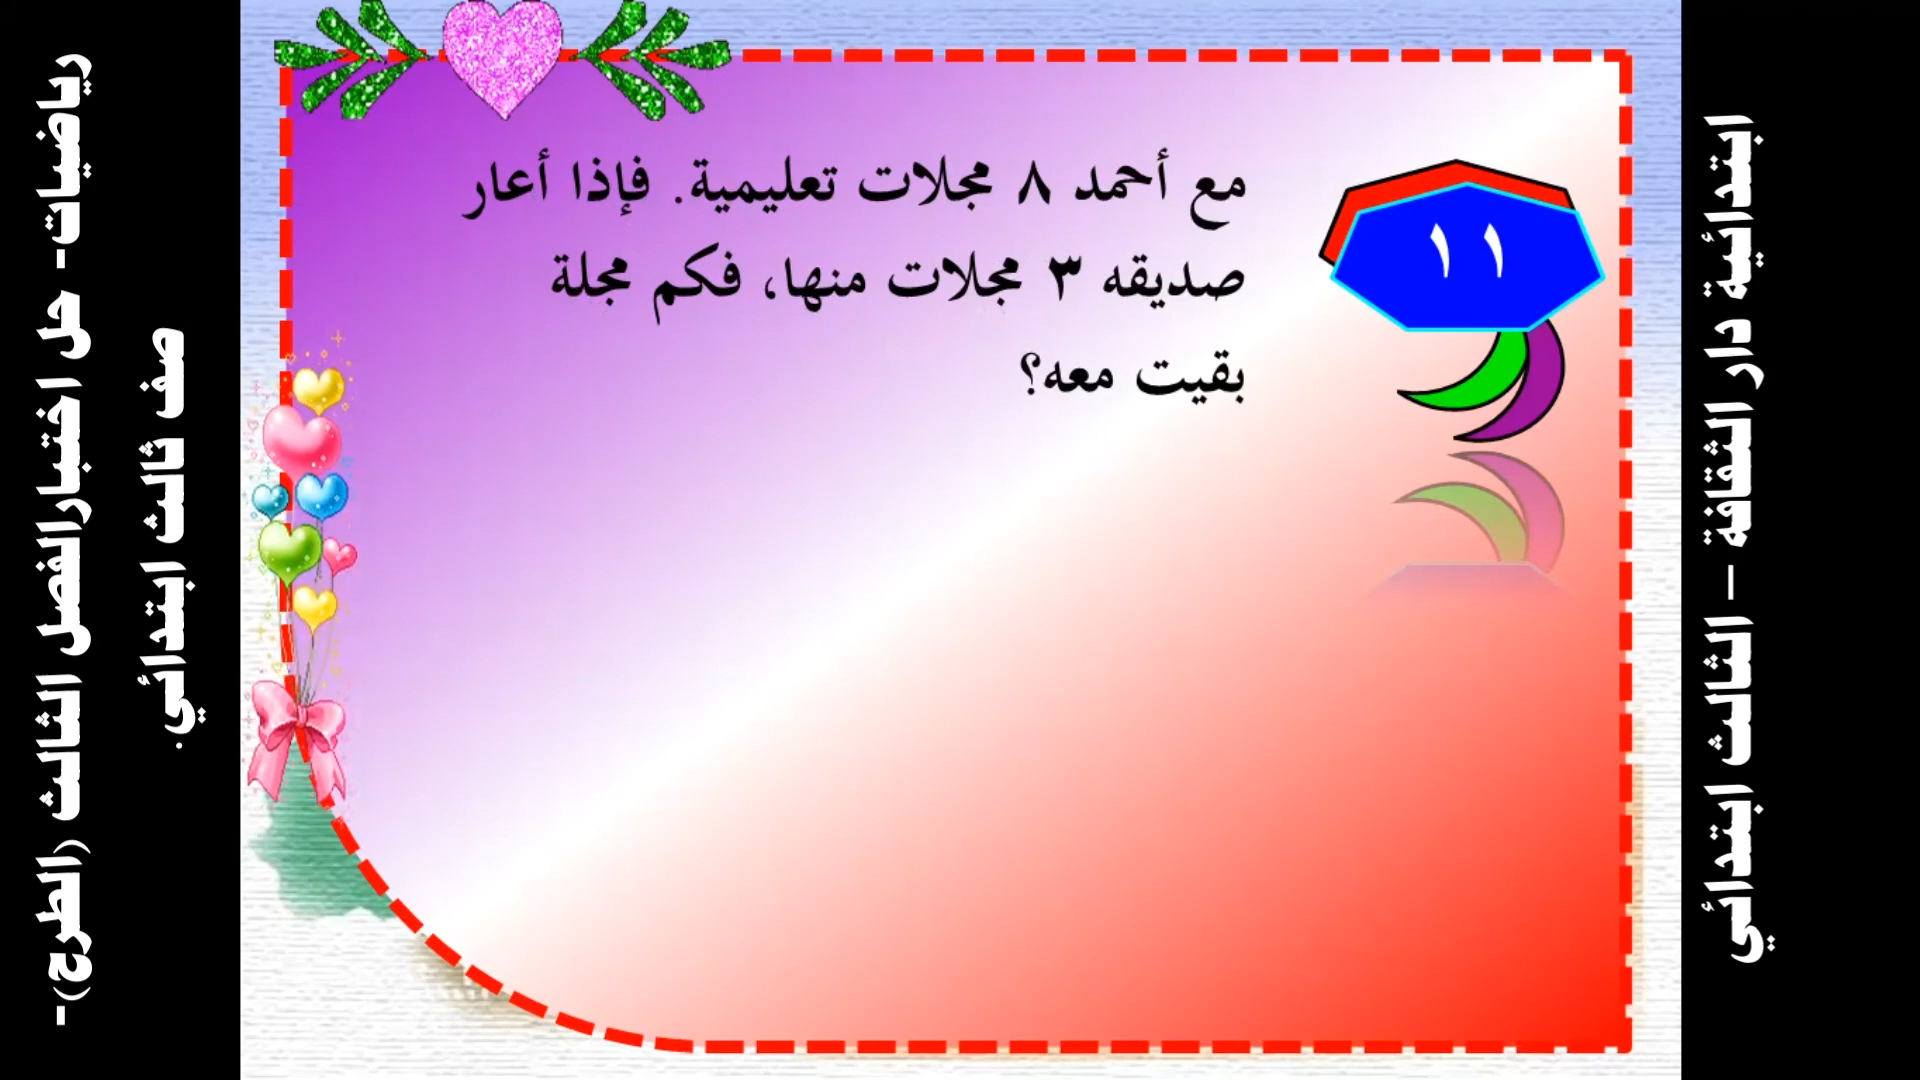 مع أحمد ٨ مجلات تعليمية. فإذا أعار
صديقه ٣ مجلات منها، فكم مجلة
بقيت معه؟
١١
ابتدائية دار الثقافة – الثالث ابتدائي
رياضيات- حل اختبارالفصل الثالث (الطرح)-
صف ثالث ابتدائي.